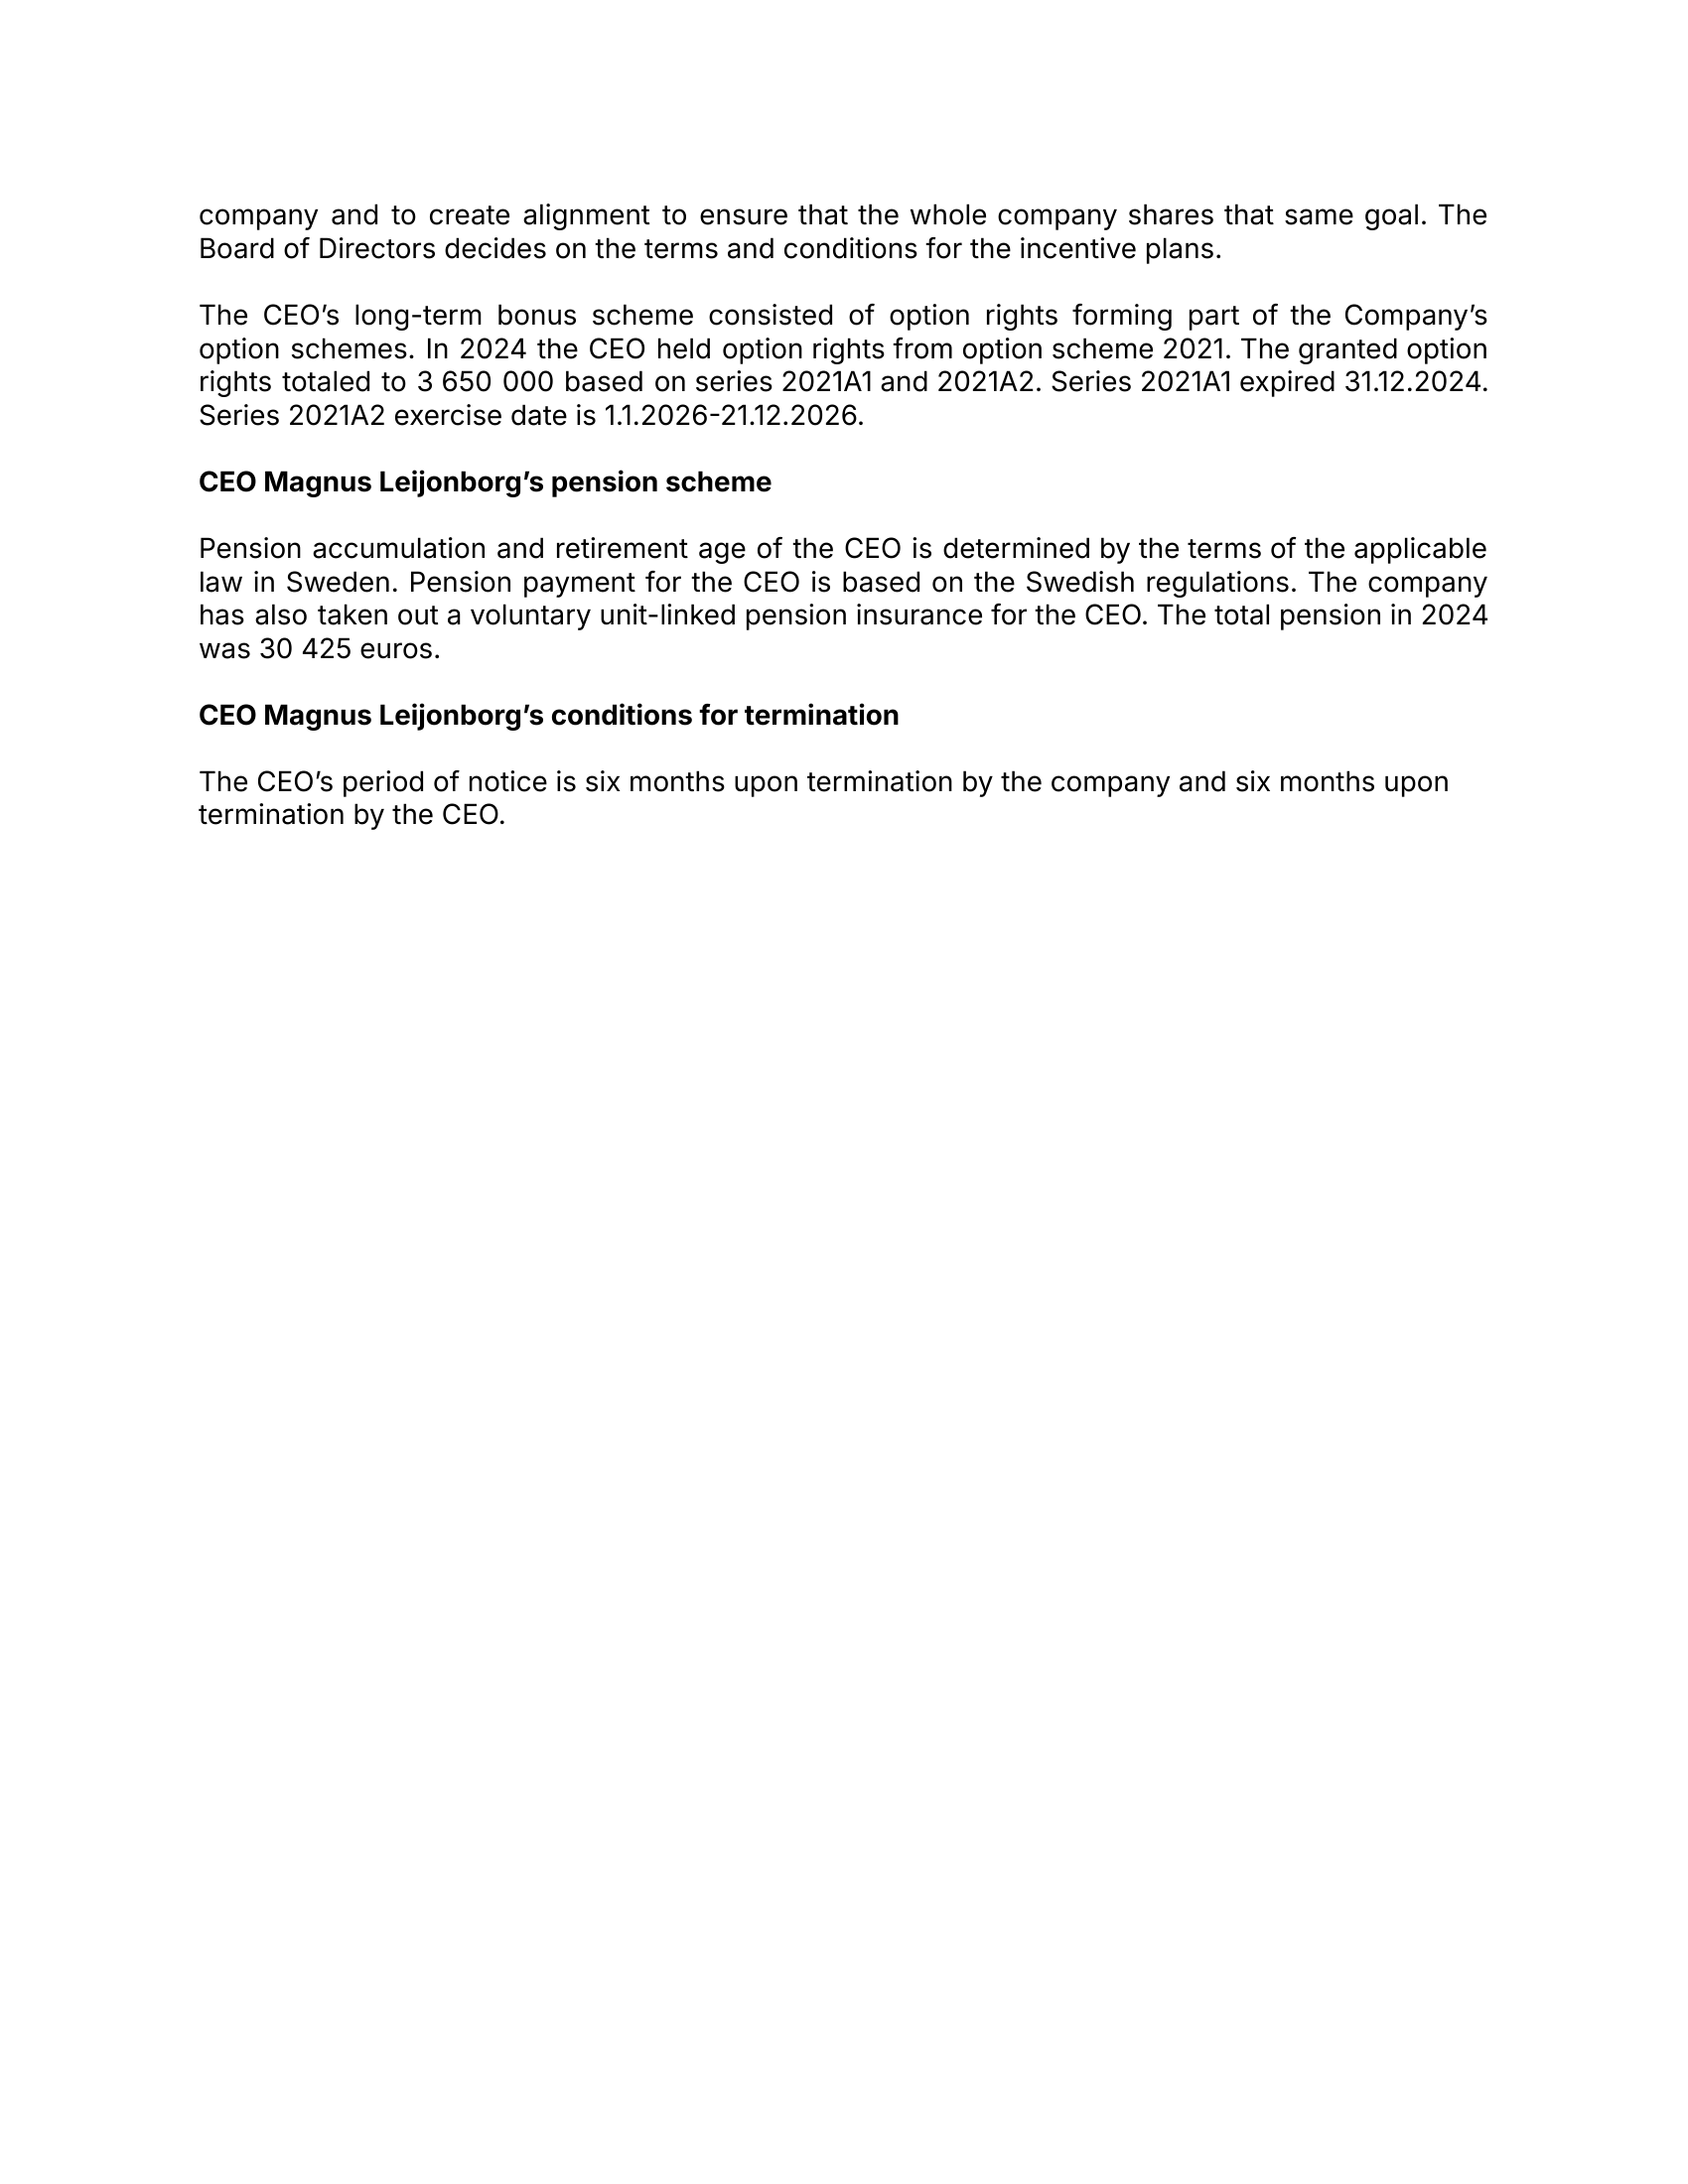 company and to create alignment to ensure that the whole company shares that same goal. The
Board of Directors decides on the terms and conditions for the incentive plans.
The CEO’s long-term bonus scheme consisted of option rights forming part of the Company’s
option schemes. In 2024 the CEO held option rights from option scheme 2021. The granted option
rights totaled to 3 650 000 based on series 2021A1 and 2021A2. Series 2021A1 expired 31.12.2024.
Series 2021A2 exercise date is 1.1.2026-21.12.2026.
CEO Magnus Leijonborg’s pension scheme
Pension accumulation and retirement age of the CEO is determined by the terms of the applicable
law in Sweden. Pension payment for the CEO is based on the Swedish regulations. The company
has also taken out a voluntary unit-linked pension insurance for the CEO. The total pension in 2024
was 30 425 euros.
CEO Magnus Leijonborg’s conditions for termination
The CEO’s period of notice is six months upon termination by the company and six months upon
termination by the CEO.